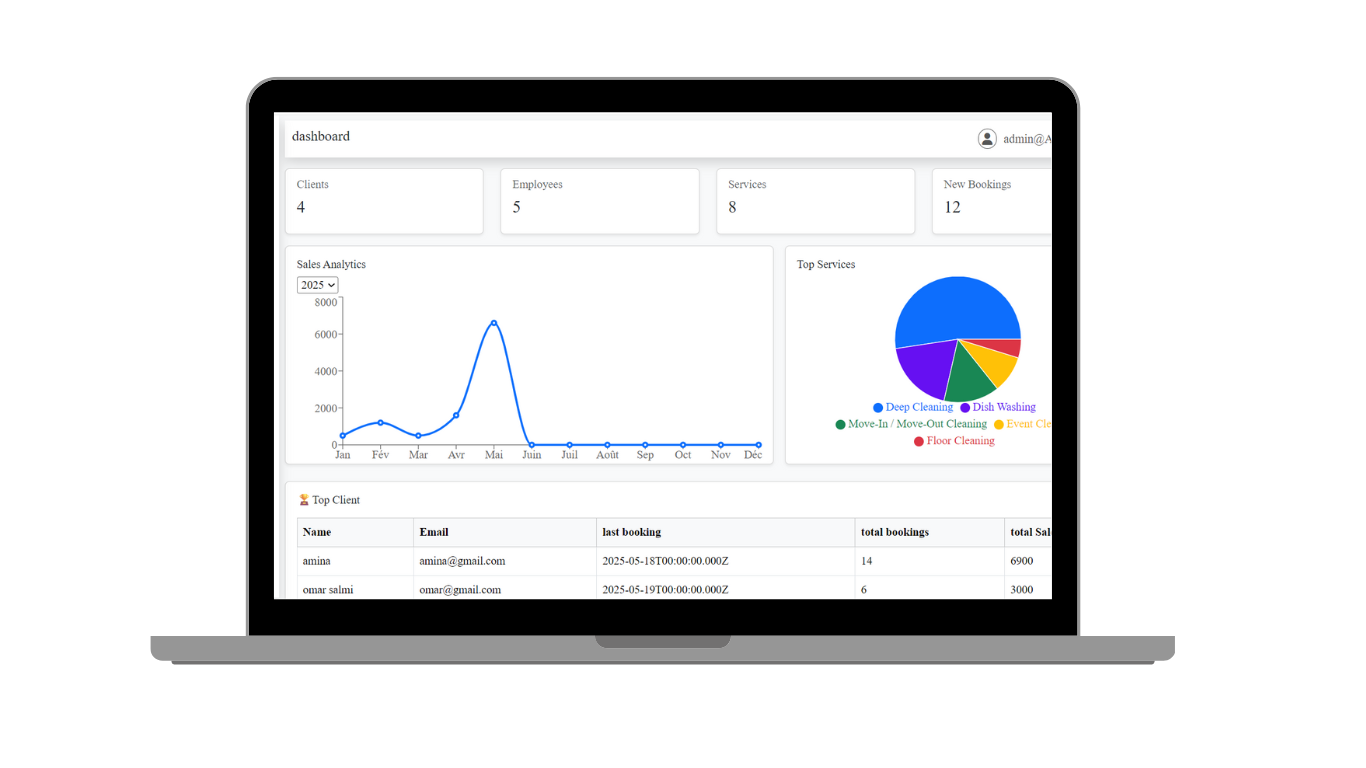 dashboard
admin@A
Clients
4
Employees
5
Services
8
New Bookings
12
Sales Analytics
2025
8000
6000
4000
2000
0
Jan Fév Mar Avr Mai Juin Juil Août Sep Oct Nov Déc
Top Services
Deep Cleaning Dish Washing
Move-In / Move-Out Cleaning Event Cle
Floor Cleaning
Top Client
Name Email last booking total bookings total Sal
amina amina@gmail.com 2025-05-18T00:00:00.000Z 14 6900
omar salmi omar@gmail.com 2025-05-19T00:00:00.000Z 6 3000